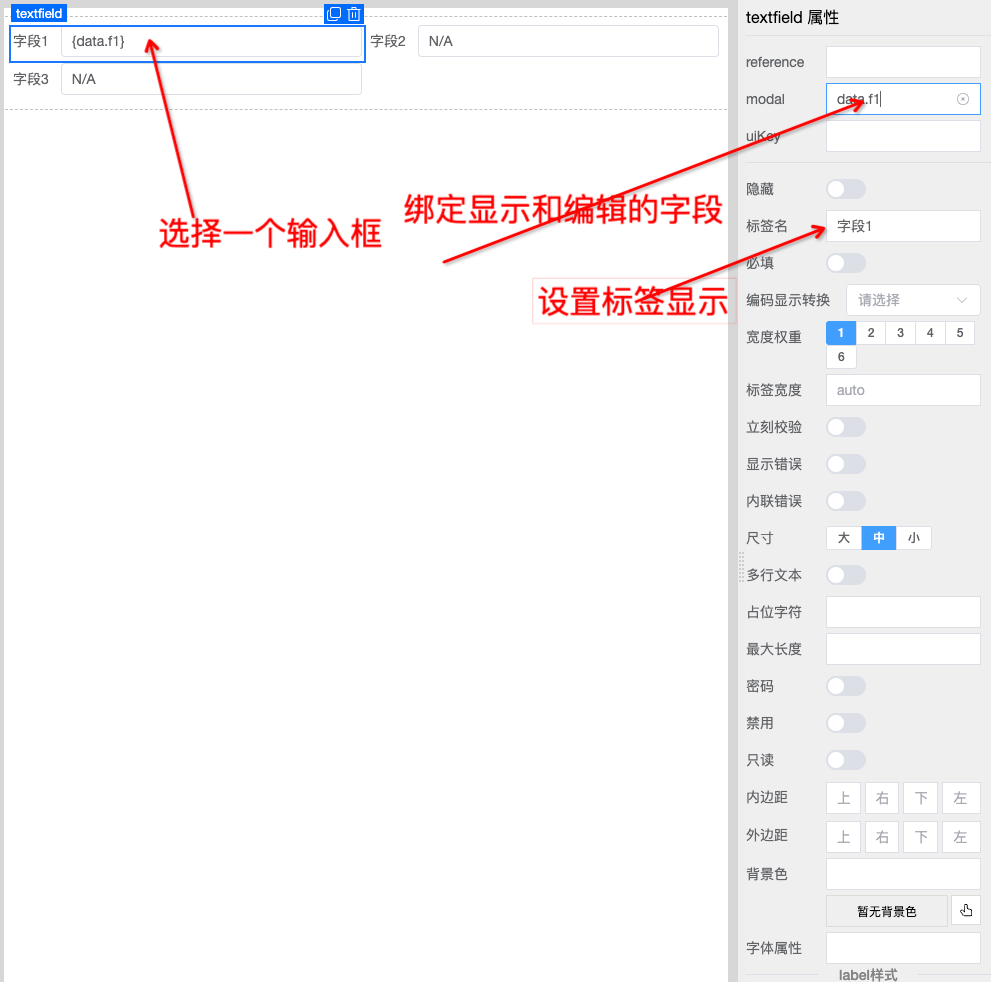 textfield
字段1 {data.f1} 字段2 N/A
字段3 N/A
选择一个输入框
绑定显示和编辑的字段
设置标签显示
textfield 属性
reference
modal data.f1
uiKey
隐藏
标签名 字段1
必填
编码显示转换 请选择
宽度权重 1 2 3 4 5
6
标签宽度 auto
立刻校验
显示错误
内联错误
尺寸 大 中 小
多行文本
占位字符
最大长度
密码
禁用
只读
内边距 上 右 下 左
外边距 上 右 下 左
背景色
暂无背景色
字体属性
label样式